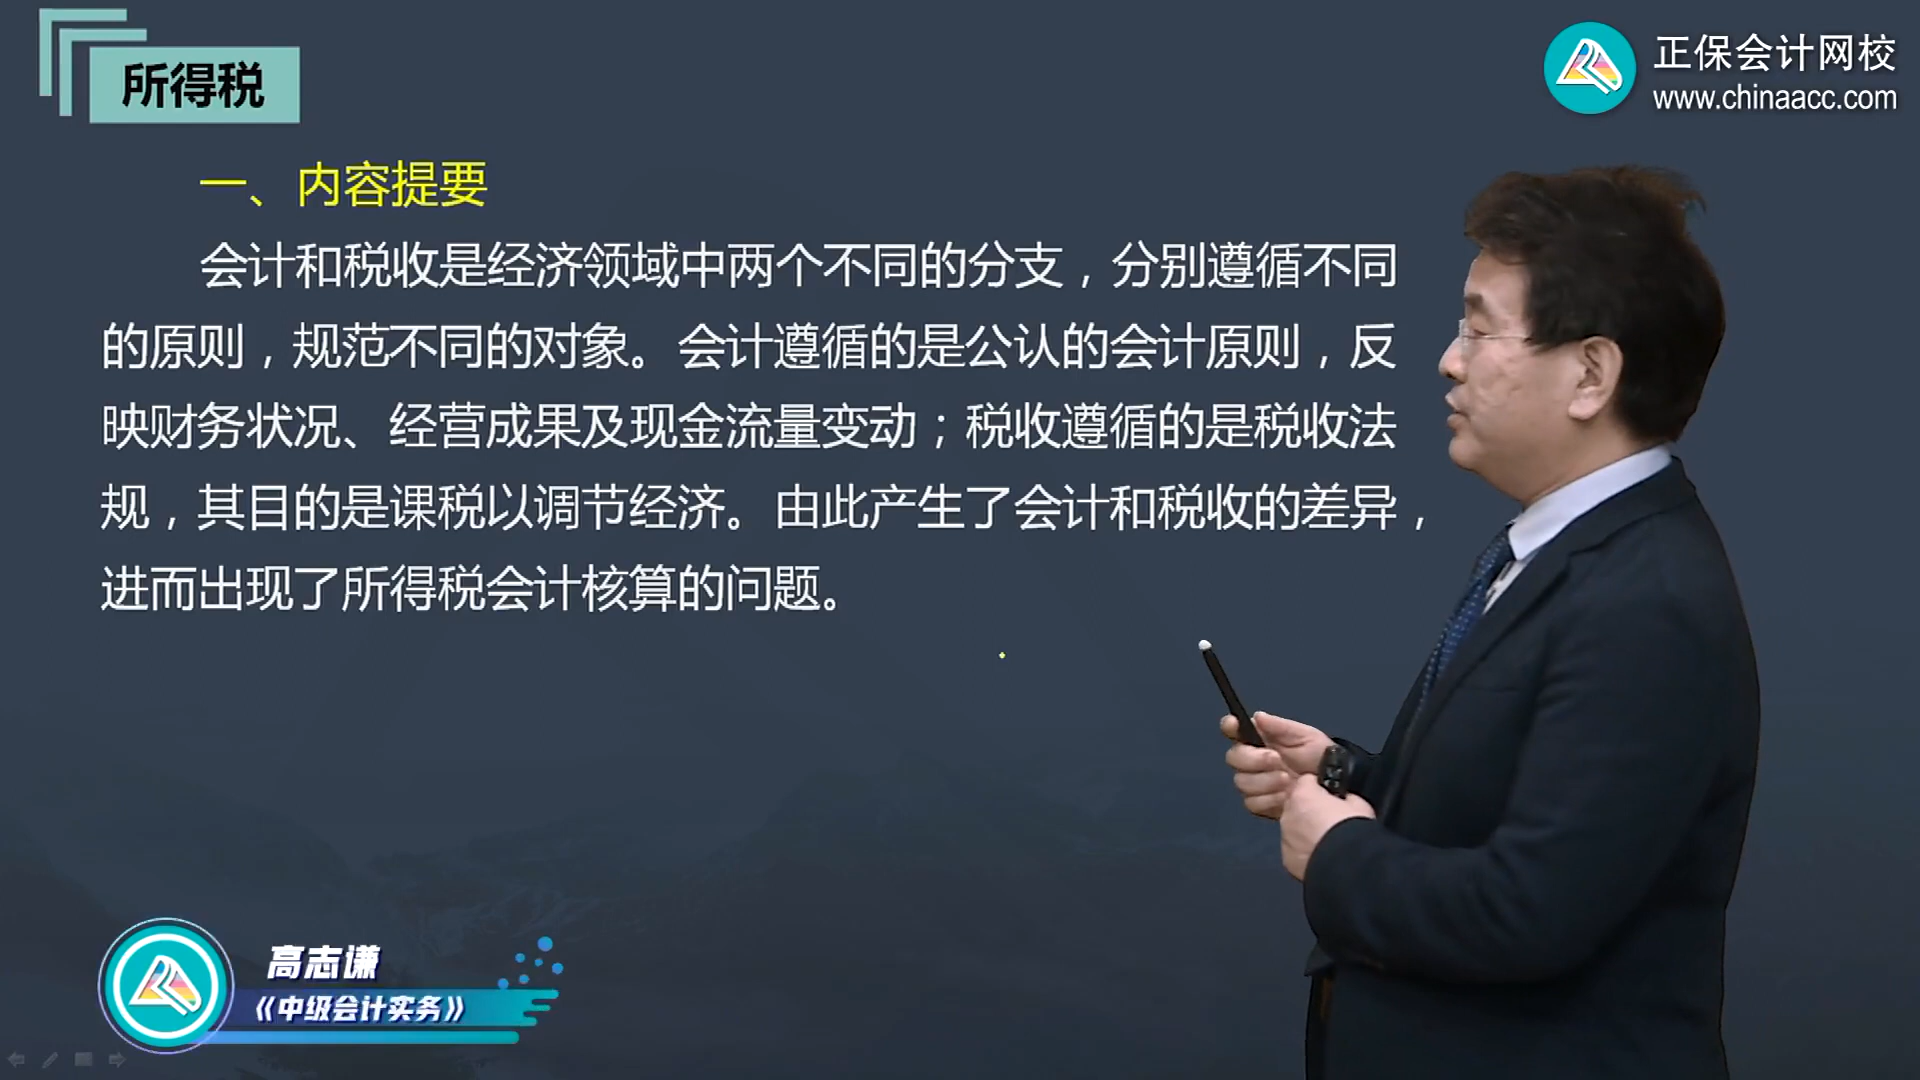 所得税
正保会计网校
www.chinaacc.com
一、内容提要
会计和税收是经济领域中两个不同的分支，分别遵循不同
的原则，规范不同的对象。会计遵循的是公认的会计原则，反
映财务状况、经营成果及现金流量变动；税收遵循的是税收法
规，其目的是课税以调节经济。由此产生了会计和税收的差异，
进而出现了所得税会计核算的问题。
高志谦
《中级会计实务》